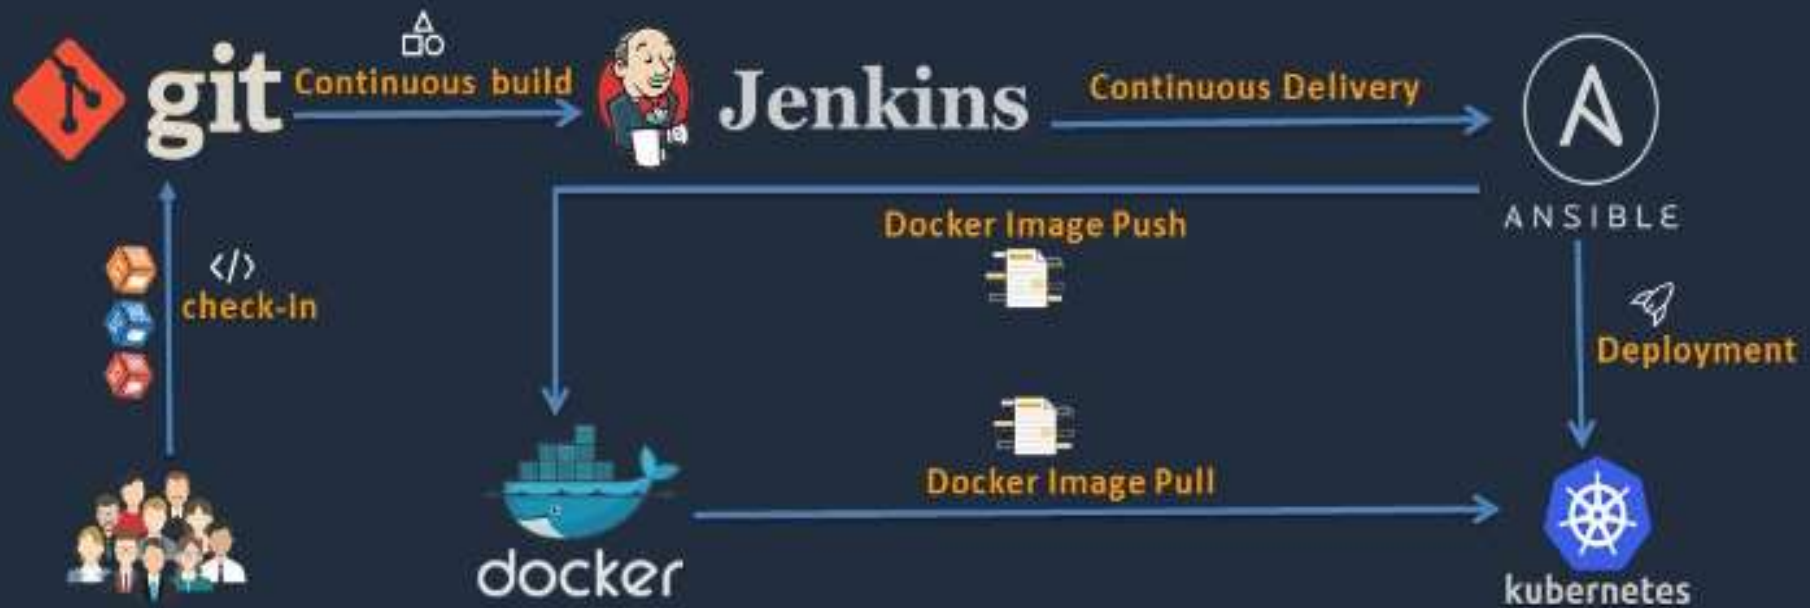 git
Continuous build
Jenkins
Continuous Delivery
ANSIBLE
Docker Image Push
</>
check-in
Deployment
Docker Image Pull
docker
kubernetes